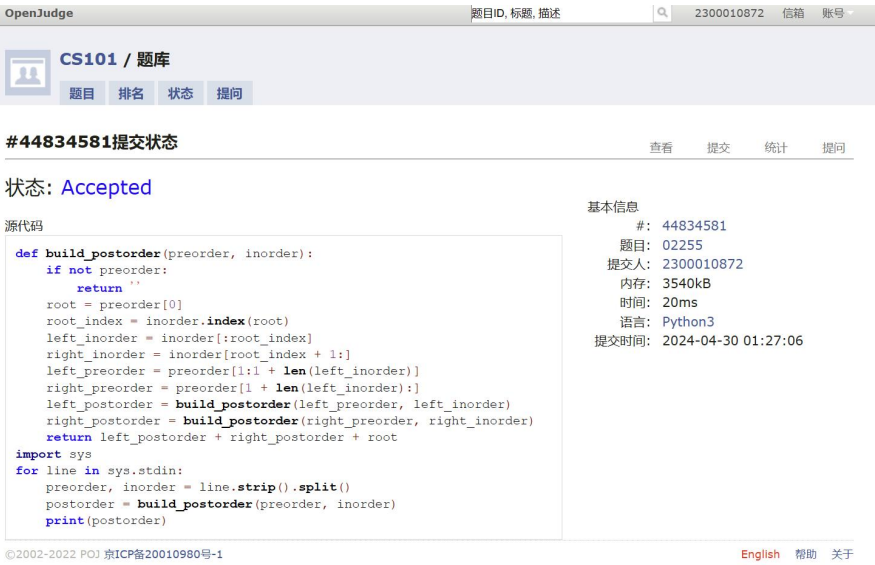 OpenJudge
题目ID, 标题, 描述
2300010872 信箱 账号
CS101 / 题库
题目 排名 状态 提问
#44834581提交状态
查看 提交 统计 提问
状态: Accepted
源代码
def build_postorder(preorder, inorder):
    if not preorder:
        return ''
    root = preorder[0]
    root_index = inorder.index(root)
    left_inorder = inorder[:root_index]
    right_inorder = inorder[root_index + 1:]
    left_preorder = preorder[1:1 + len(left_inorder)]
    right_preorder = preorder[1 + len(left_inorder):]
    left_postorder = build_postorder(left_preorder, left_inorder)
    right_postorder = build_postorder(right_preorder, right_inorder)
    return left_postorder + right_postorder + root
import sys
for line in sys.stdin:
    preorder, inorder = line.strip().split()
    postorder = build_postorder(preorder, inorder)
    print(postorder)
基本信息
#: 44834581
题目: 02255
提交人: 2300010872
内存: 3540kB
时间: 20ms
语言: Python3
提交时间: 2024-04-30 01:27:06
©2002-2022 POJ 京ICP备20010980号-1
English 帮助 关于